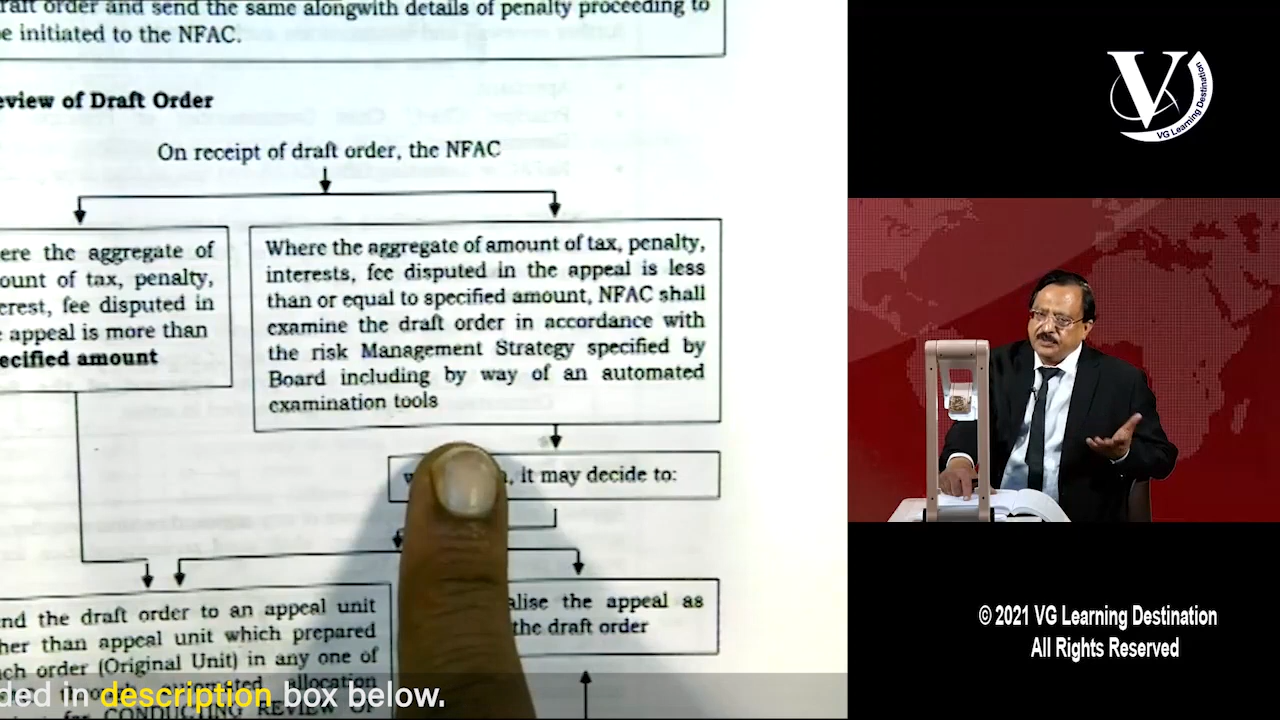 raft order and send the same alongwith details of penalty proceeding to
e initiated to the NFAC.
eview of Draft Order
On receipt of draft order, the NFAC
ere the aggregate of
ount of tax, penalty,
erest, fee disputed in
appeal is more than
ecified amount
Where the aggregate of amount of tax, penalty,
interests, fee disputed in the appeal is less
than or equal to specified amount, NFAC shall
examine the draft order in accordance with
the risk Management Strategy specified by
Board including by way of an automated
examination tools
, it may decide to:
nd the draft order to an appeal unit
her than appeal unit which prepared
ch order (Original Unit) in any one of
automated allocation
CONDUCTING REVIEW OF
alise the appeal as
the draft order
ded in description box below.
V
VG Learning Destination
© 2021 VG Learning Destination
All Rights Reserved